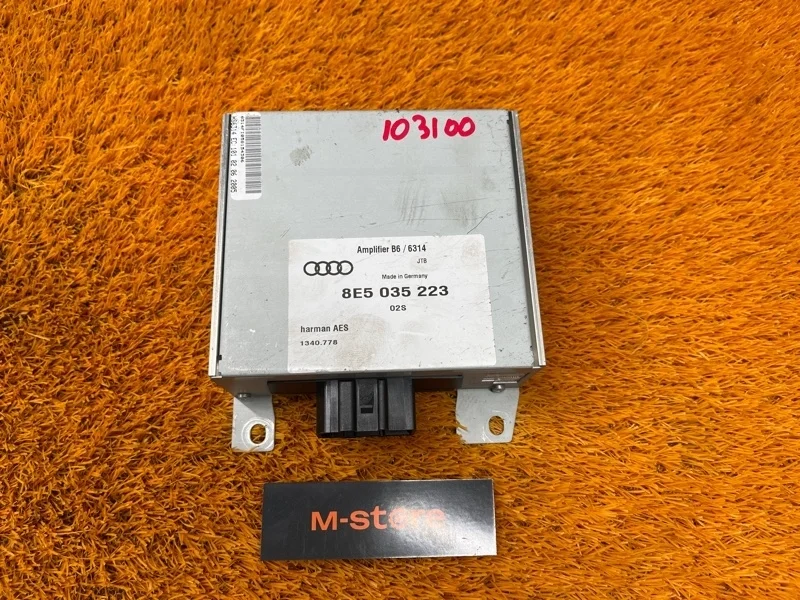 103100
Amplifier B6 / 6314
JTB
Made in Germany
8E5 035 223
02S
harman AES
1340.778
M-store